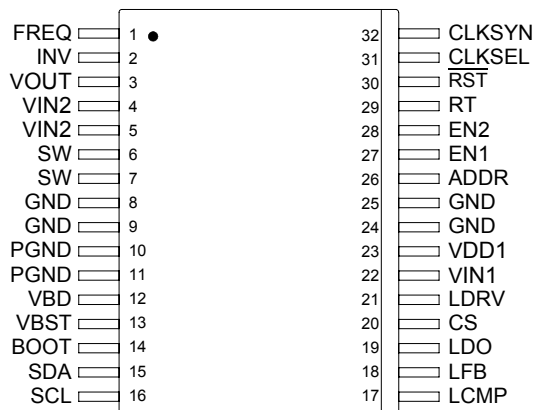 FREQ 1 32 CLKSYN
INV 2 31 CLKSEL
VOUT 3 30 RST
VIN2 4 29 RT
VIN2 5 28 EN2
SW 6 27 EN1
SW 7 26 ADDR
GND 8 25 GND
GND 9 24 GND
PGND 10 23 VDD1
PGND 11 22 VIN1
VBD 12 21 LDRV
VBST 13 20 CS
BOOT 14 19 LDO
SDA 15 18 LFB
SCL 16 17 LCMP